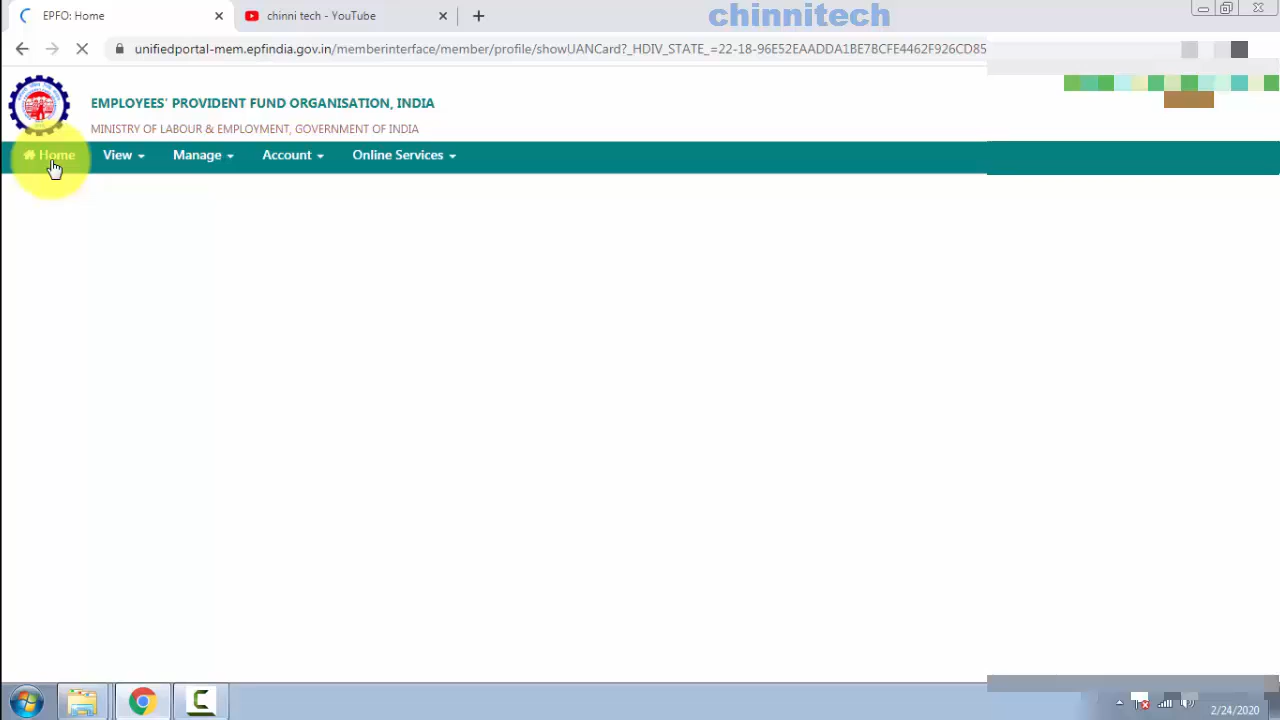 EPFO: Home
chinni tech - YouTube
chinnitech
unifiedportal-mem.epfindia.gov.in/memberinterface/member/profile/showUANCard?_HDIV_STATE_=22-18-96E52EAADDA1BE7BCFE4462F926CD85
EMPLOYEES' PROVIDENT FUND ORGANISATION, INDIA
MINISTRY OF LABOUR & EMPLOYMENT, GOVERNMENT OF INDIA
Home View Manage Account Online Services
2/24/2020